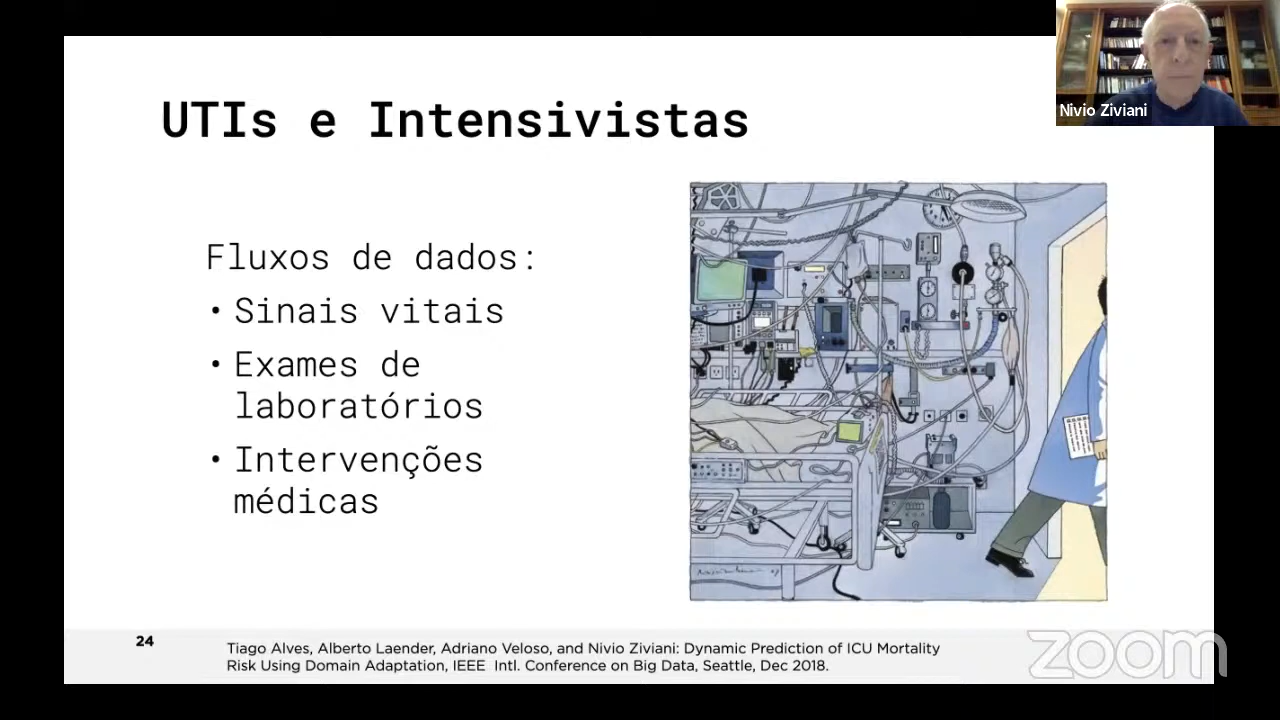 UTIs e Intensivistas
Nivio Ziviani
Fluxos de dados:
• Sinais vitais
• Exames de
laboratórios
• Intervenções
médicas
24
Tiago Alves, Alberto Laender, Adriano Veloso, and Nivio Ziviani: Dynamic Prediction of ICU Mortality
Risk Using Domain Adaptation, IEEE Intl. Conference on Big Data, Seattle, Dec 2018.
zoom